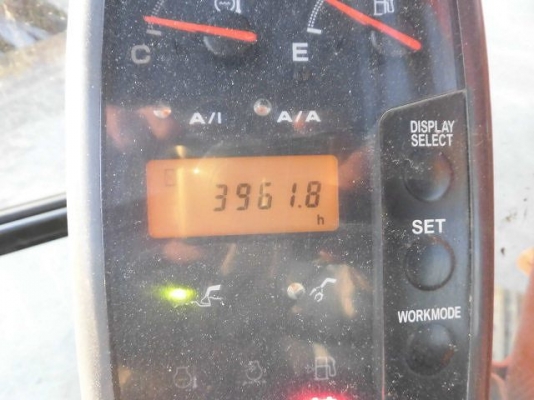 C
E
A/I
A/A
DISPLAY
SELECT
3961.8
h
SET
WORKMODE